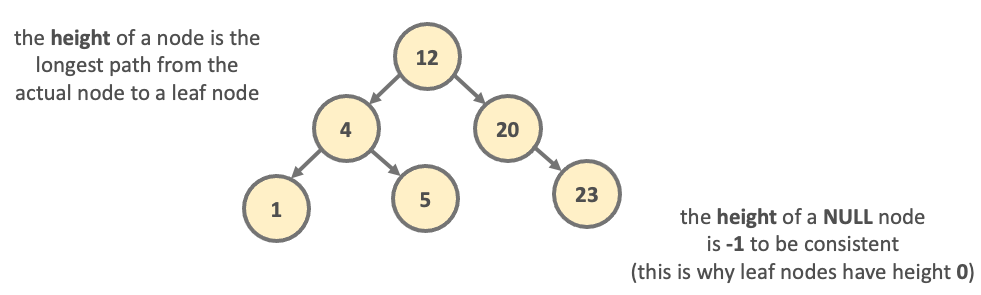 the height of a node is the
longest path from the
actual node to a leaf node
12
4
20
1
5
23
the height of a NULL node
is -1 to be consistent
(this is why leaf nodes have height 0)